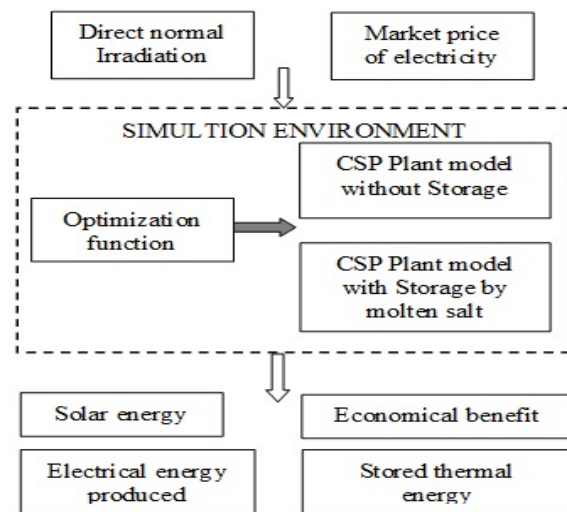 Direct normal
Irradiation
Market price
of electricity
SIMULTION ENVIRONMENT
CSP Plant model
without Storage
Optimization
function
CSP Plant model
with Storage by
molten salt
Solar energy
Economical benefit
Electrical energy
produced
Stored thermal
energy